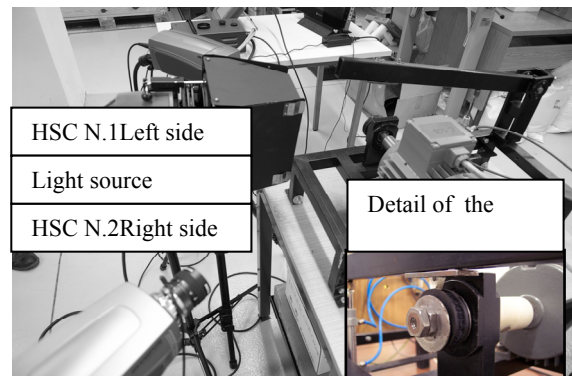 HSC N.1Left side
Light source
HSC N.2Right side
Detail of the